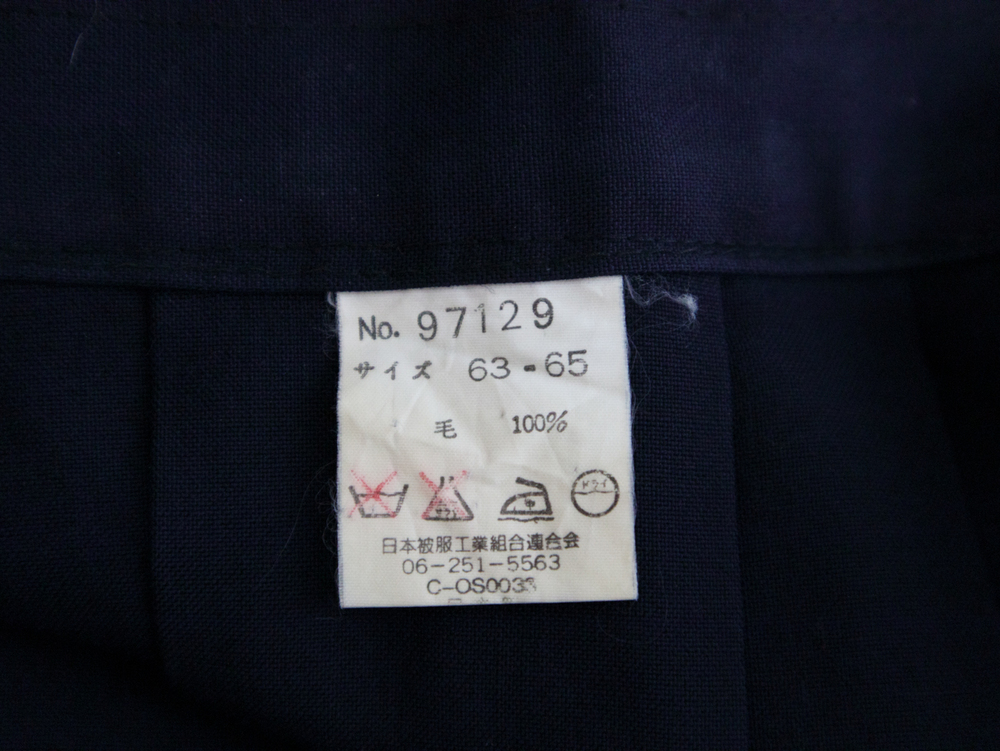 No. 97129
サイズ 63-65
毛 100%
ドライ
日本被服工業組合連合会
06-251-5563